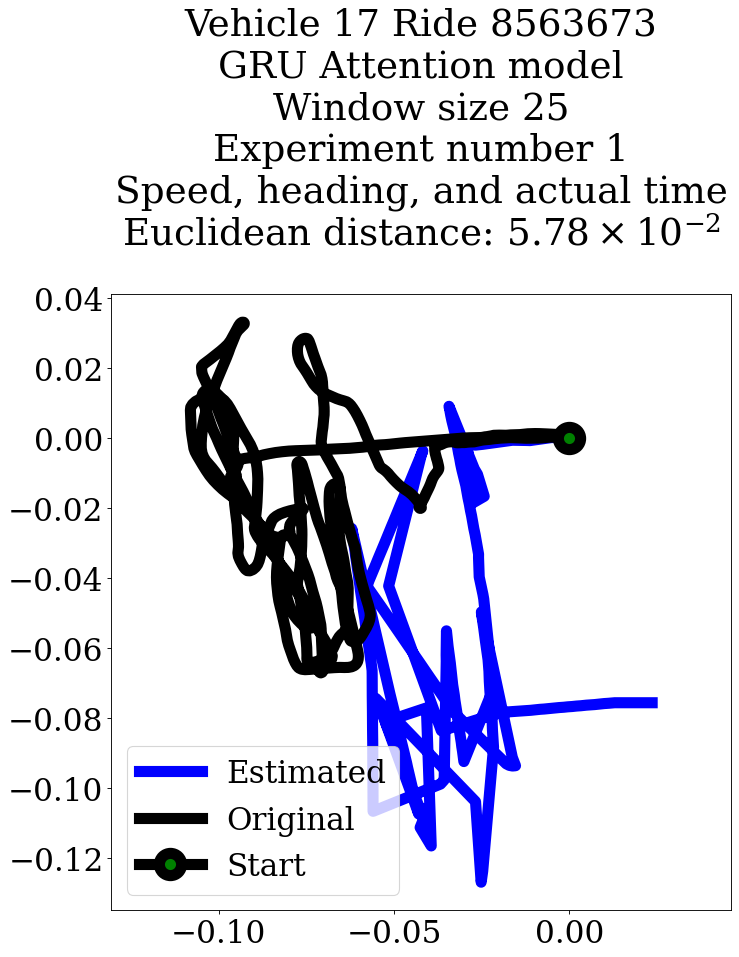 Vehicle 17 Ride 8563673
GRU Attention model
Window size 25
Experiment number 1
Speed, heading, and actual time
Euclidean distance: 5.78 × 10⁻²
0.04
0.02
0.00
−0.02
−0.04
−0.06
−0.08
−0.10
−0.12
Estimated
Original
Start
−0.10 −0.05 0.00